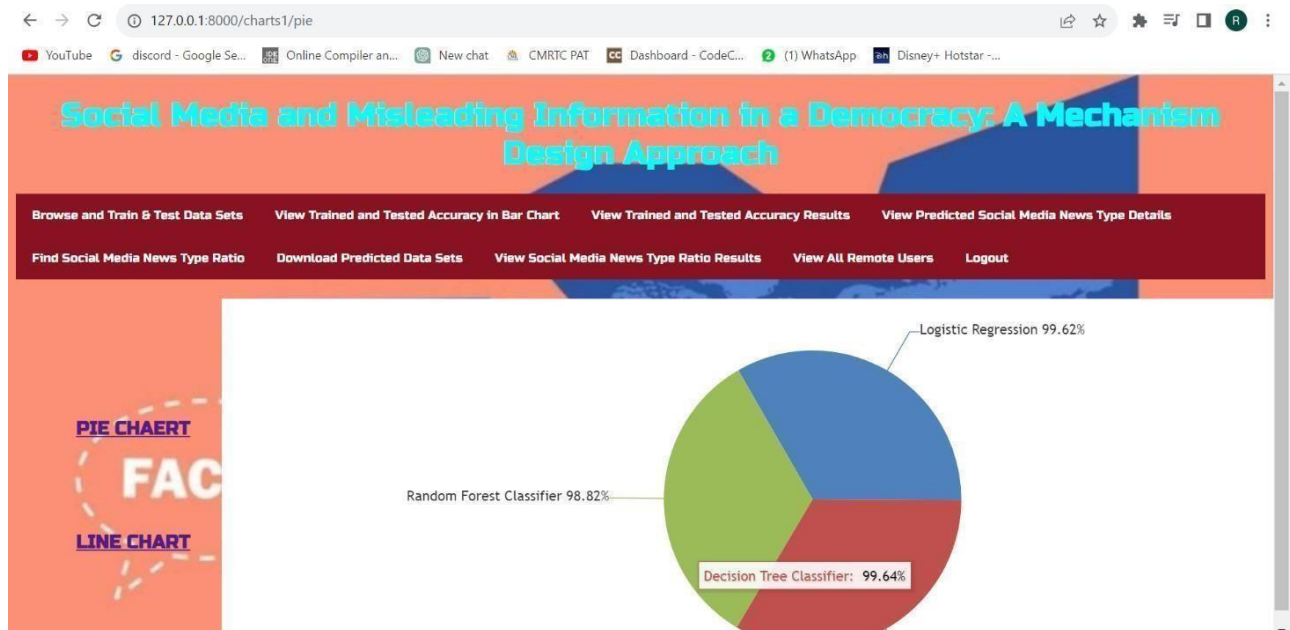 127.0.0.1:8000/charts1/pie
R
YouTube discord - Google Se... Online Compiler an... New chat CMRTC PAT Dashboard - CodeC... (1) WhatsApp Disney+ Hotstar -...
Social Media and Misleading Information in a Democracy: A Mechanism
Design Approach
Browse and Train & Test Data Sets View Trained and Tested Accuracy in Bar Chart View Trained and Tested Accuracy Results View Predicted Social Media News Type Details
Find Social Media News Type Ratio Download Predicted Data Sets View Social Media News Type Ratio Results View All Remote Users Logout
Logistic Regression 99.62%
PIE CHAERT
FAC
Random Forest Classifier 98.82%
LINE CHART
Decision Tree Classifier: 99.64%